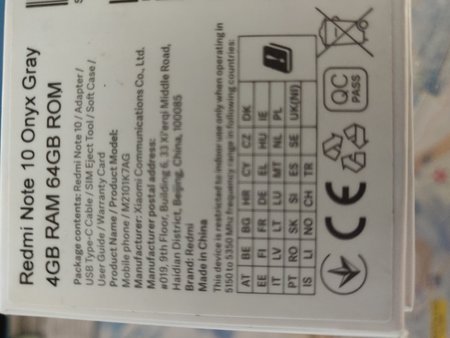 Redmi Note 10 Onyx Gray
4GB RAM 64GB ROM
Package contents: Redmi Note 10 / Adapter /
USB Type-C Cable / SIM Eject Tool / Soft Case /
User Guide / Warranty Card
Product Name / Product Model:
Mobile phone / M2101K7AG
Manufacturer: Xiaomi Communications Co., Ltd.
Manufacturer postal address:
#019, 9th Floor, Building 6, 33 Xi'erqi Middle Road,
Haidian District, Beijing, China, 100085
Brand: Redmi
Made in China
This device is restricted to indoor use only when operating in
5150 to 5350 Mhz frequency range in following countries:
AT BE BG HR CY CZ DK
EE FI FR DE EL HU IE
IT LV LT LU MT NL PL
PT RO SK SI ES SE UK(NI)
IS LI NO CH TR
CE
QC
PASS